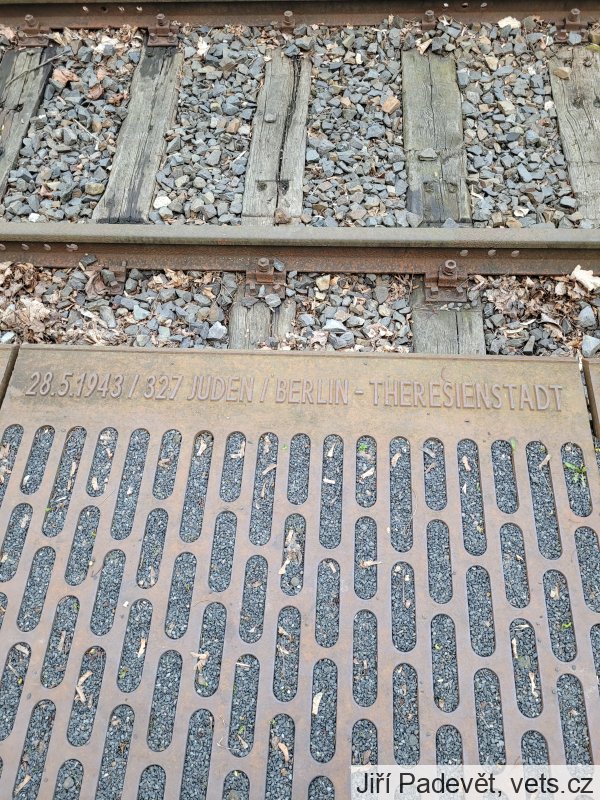 28.5.1943 / 327 JUDEN / BERLIN - THERESIENSTADT
Jiří Padevět, vets.cz